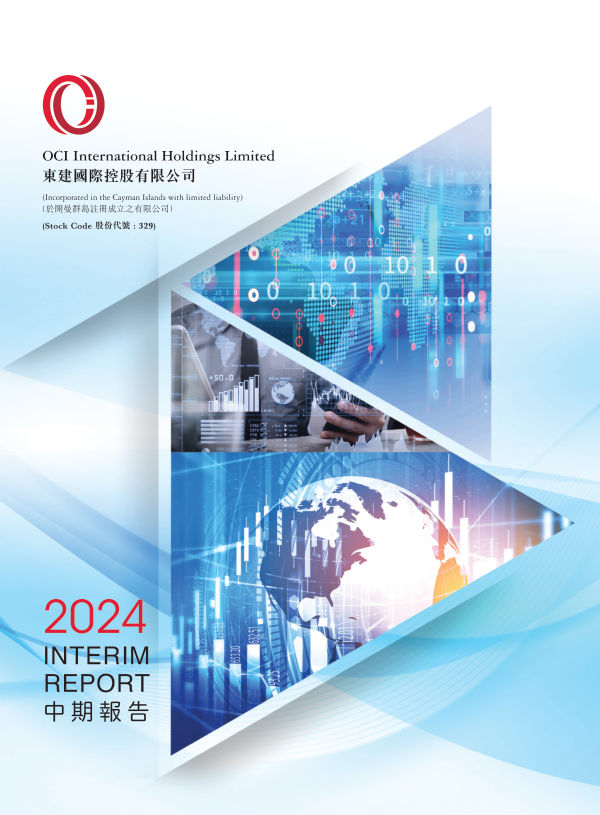 OCI International Holdings Limited
東建國際控股有限公司
(Incorporated in the Cayman Islands with limited liability)
(於開曼群島註冊成立之有限公司)
(Stock Code 股份代號 : 329)
2024
INTERIM
REPORT
中期報告